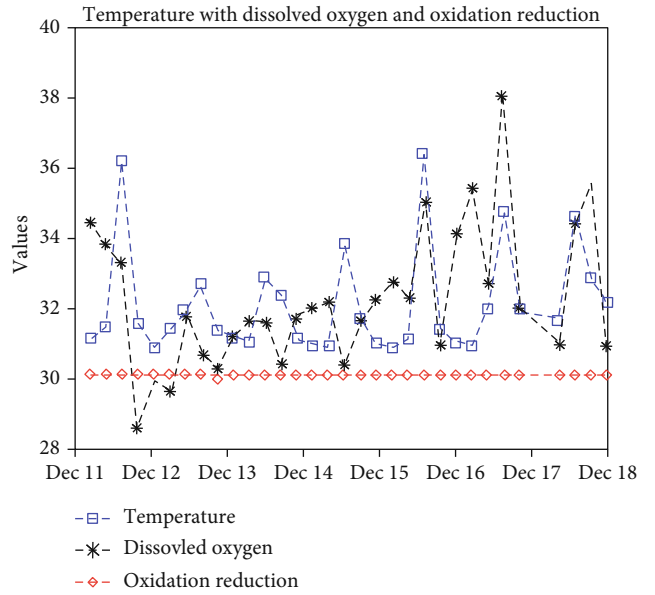 Temperature with dissolved oxygen and oxidation reduction
40
38
36
34
32
30
28
Values
Dec 11 Dec 12 Dec 13 Dec 14 Dec 15 Dec 16 Dec 17 Dec 18
Temperature
Dissovled oxygen
Oxidation reduction